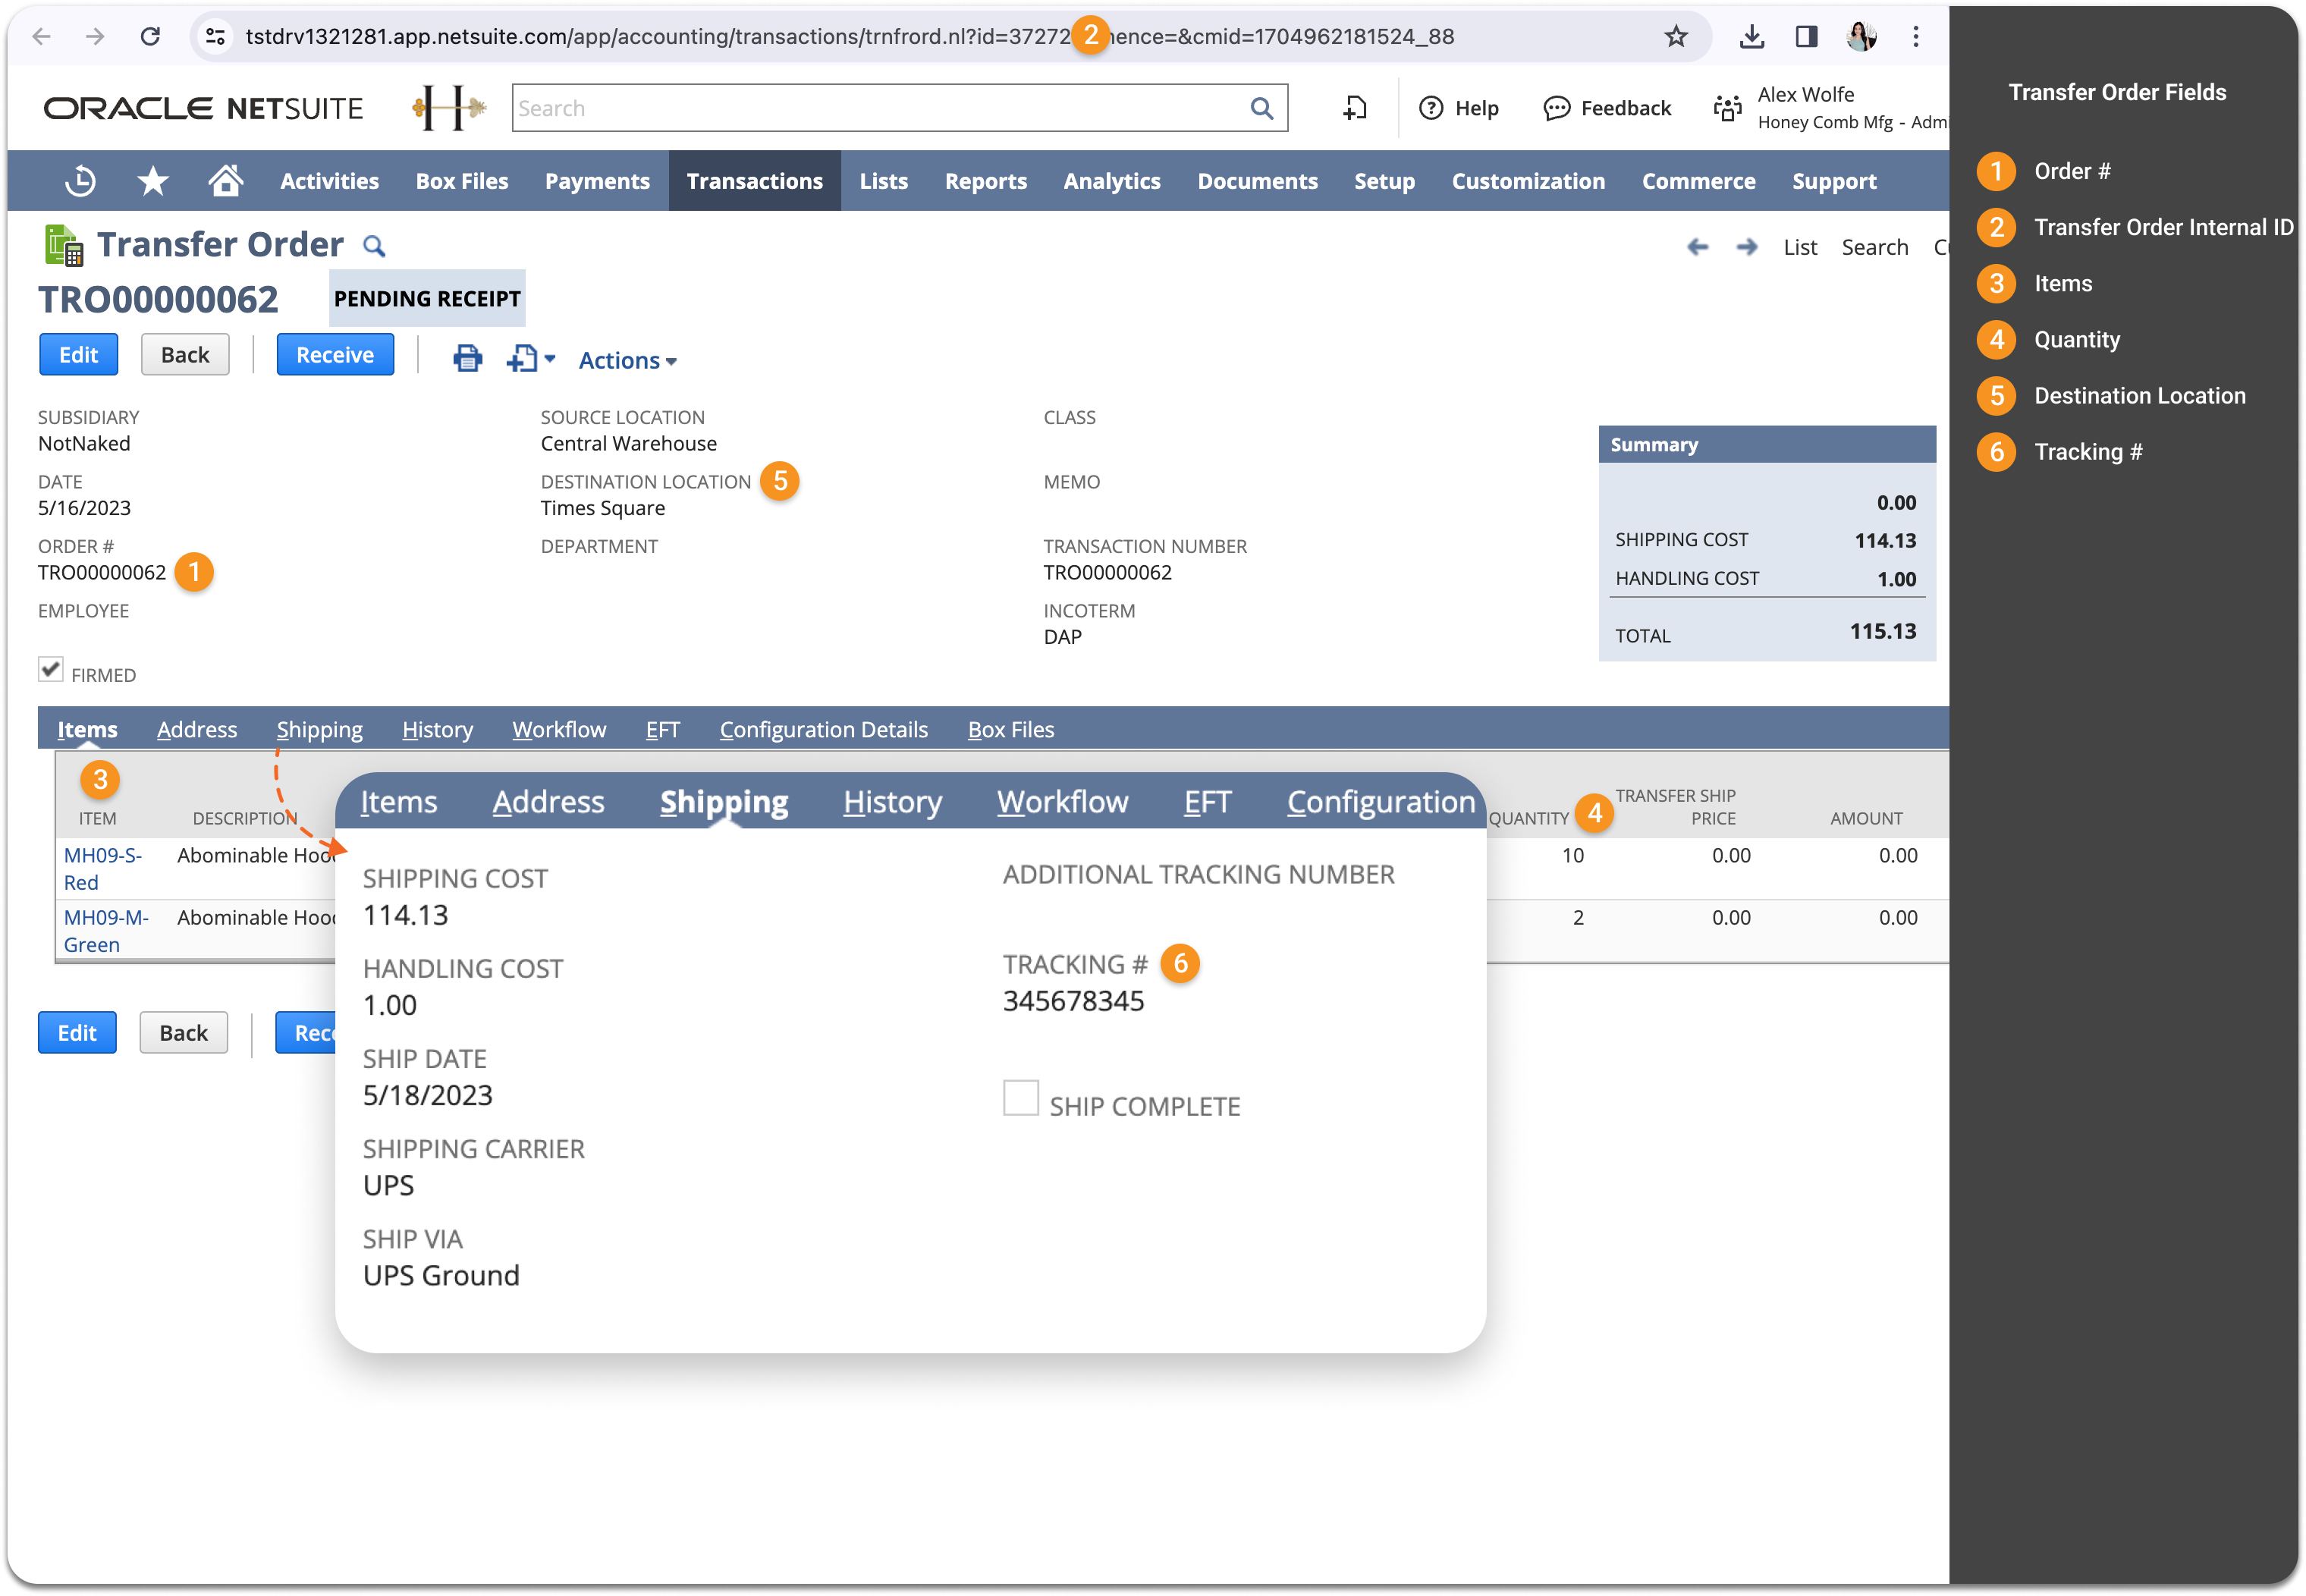 tstdrv1321281.app.netsuite.com/app/accounting/transactions/trnfrord.nl?id=37272 2 hence=&cmid=1704962181524_88
ORACLE NETSUITE
H
Search
Help
Feedback
Alex Wolfe
Honey Comb Mfg - Admi
Activities Box Files Payments Transactions Lists Reports Analytics Documents Setup Customization Commerce Support
Transfer Order
List Search
TRO00000062
PENDING RECEIPT
Edit Back Receive Actions
SUBSIDIARY
NotNaked
DATE
5/16/2023
ORDER #
TRO00000062 1
EMPLOYEE
FIRMED
SOURCE LOCATION
Central Warehouse
DESTINATION LOCATION 5
Times Square
DEPARTMENT
CLASS
MEMO
TRANSACTION NUMBER
TRO00000062
INCOTERM
DAP
Summary
0.00
SHIPPING COST 114.13
HANDLING COST 1.00
TOTAL 115.13
Items Address Shipping History Workflow EFT Configuration Details Box Files
3
ITEM DESCRIPTION QUANTITY 4 TRANSFER SHIP PRICE AMOUNT
MH09-S- Abominable Hoo 10 0.00 0.00
Red
MH09-M- Abominable Hoo 2 0.00 0.00
Green
Edit Back Rec
Items Address Shipping History Workflow EFT Configuration
SHIPPING COST
114.13
HANDLING COST
1.00
SHIP DATE
5/18/2023
SHIPPING CARRIER
UPS
SHIP VIA
UPS Ground
ADDITIONAL TRACKING NUMBER
TRACKING # 6
345678345
SHIP COMPLETE
Transfer Order Fields
1 Order #
2 Transfer Order Internal ID
3 Items
4 Quantity
5 Destination Location
6 Tracking #